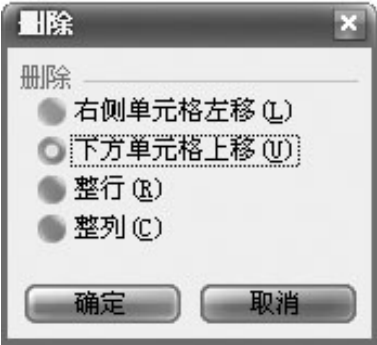 删除
删除
右侧单元格左移(L)
下方单元格上移(U)
整行(R)
整列(C)
确定
取消